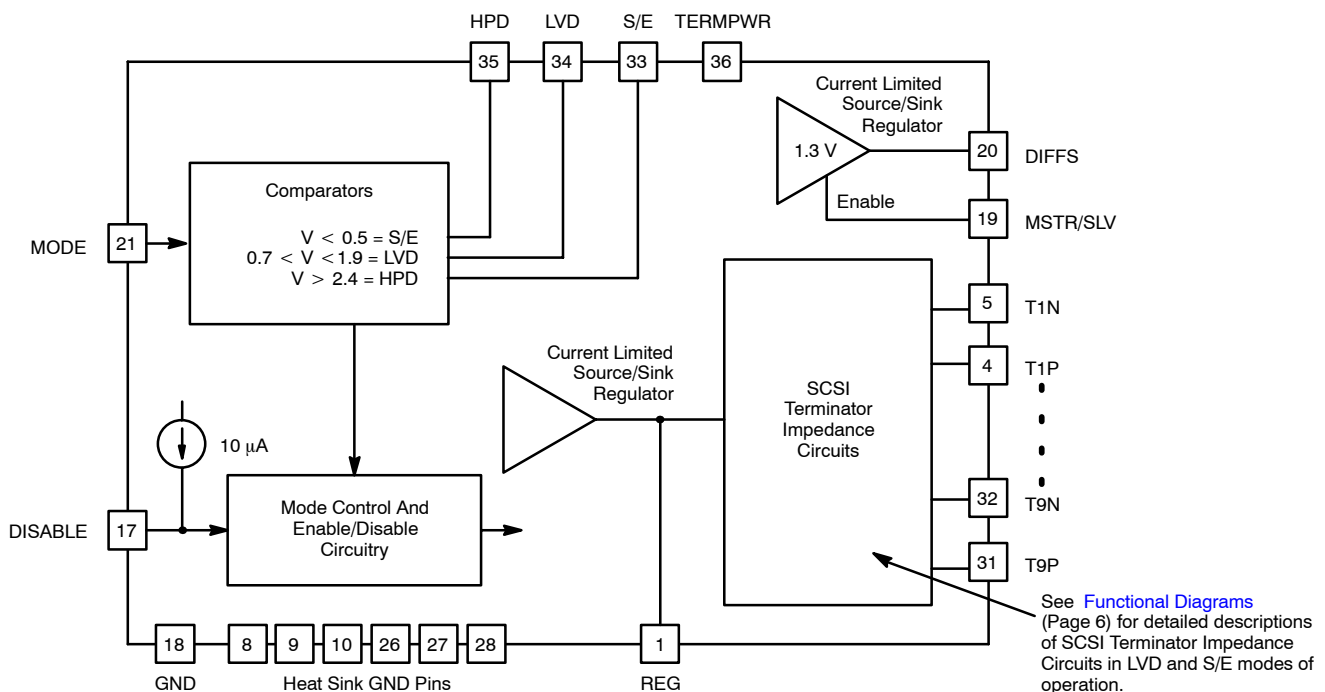 HPD LVD S/E TERMPWR
35 34 33 36
Current Limited
Source/Sink
Regulator
1.3 V
20 DIFFS
Enable
19 MSTR/SLV
Comparators
V < 0.5 = S/E
0.7 < V <1.9 = LVD
V > 2.4 = HPD
MODE 21
5 T1N
4 T1P
Current Limited
Source/Sink
Regulator
SCSI
Terminator
Impedance
Circuits
10 μA
Mode Control And
Enable/Disable
Circuitry
DISABLE 17
32 T9N
31 T9P
See Functional Diagrams
(Page 6) for detailed descriptions
of SCSI Terminator Impedance
Circuits in LVD and S/E modes of
operation.
18 8 9 10 26 27 28 1
GND Heat Sink GND Pins REG